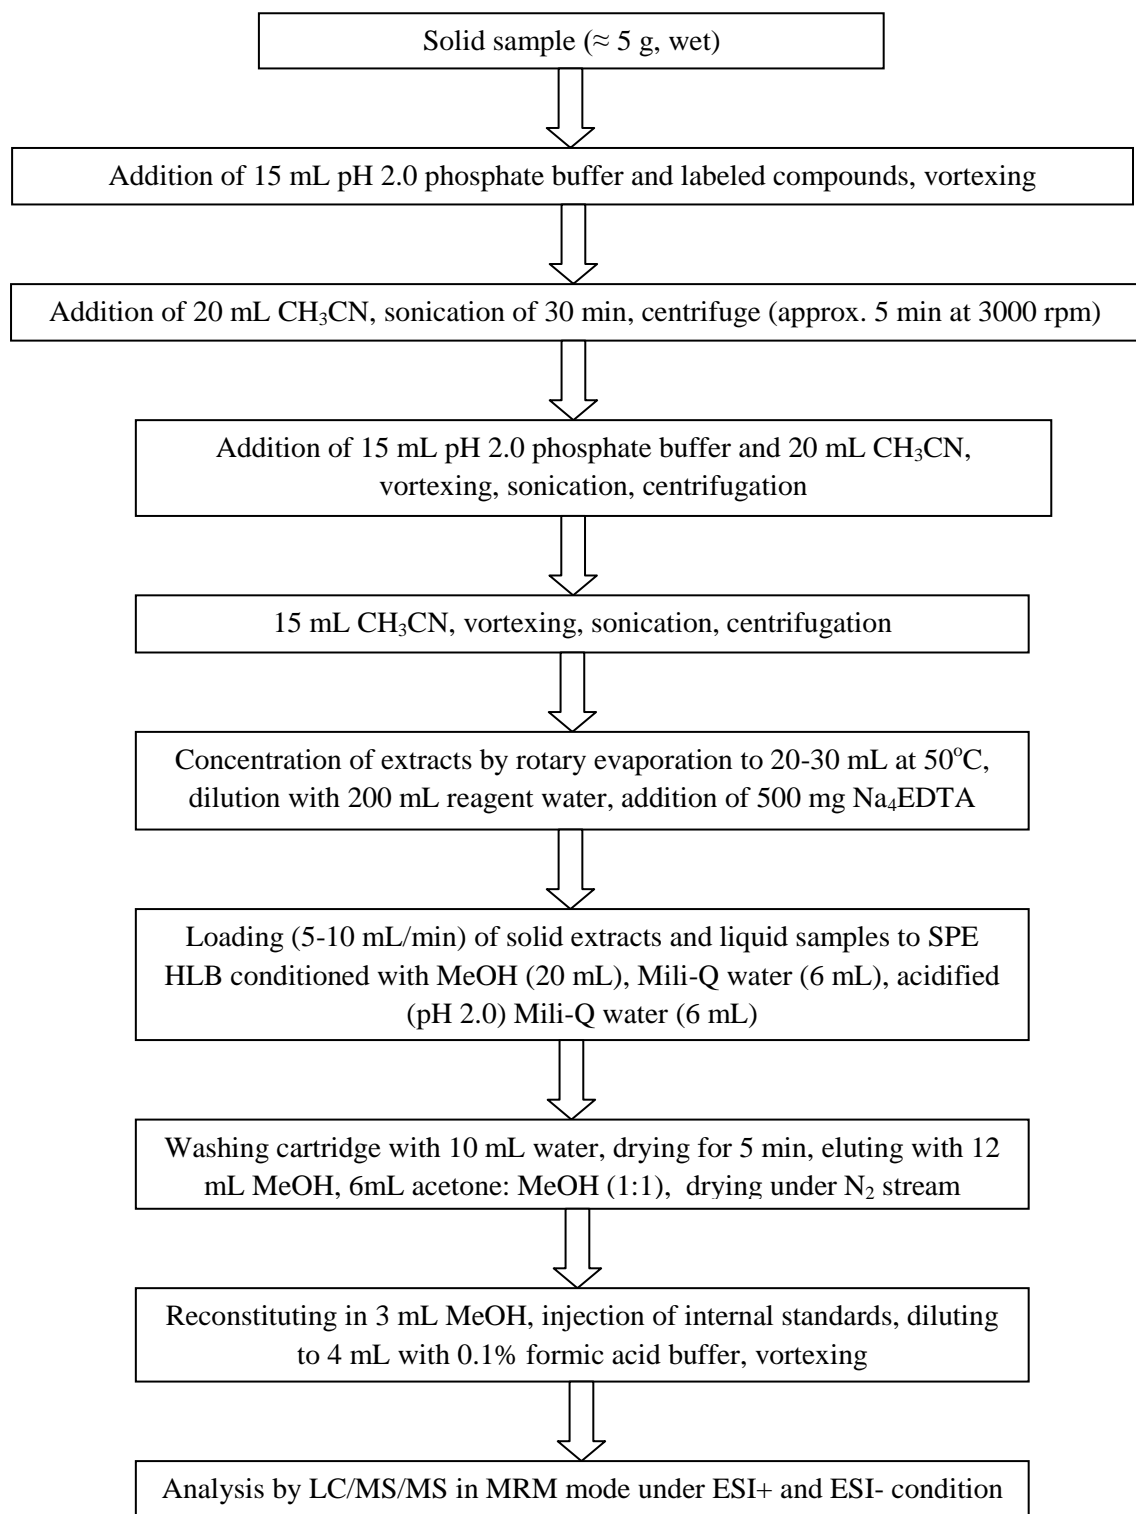 Solid sample (≈ 5 g, wet)
Addition of 15 mL pH 2.0 phosphate buffer and labeled compounds, vortexing
Addition of 20 mL CH₃CN, sonication of 30 min, centrifuge (approx. 5 min at 3000 rpm)
Addition of 15 mL pH 2.0 phosphate buffer and 20 mL CH₃CN,
vortexing, sonication, centrifugation
15 mL CH₃CN, vortexing, sonication, centrifugation
Concentration of extracts by rotary evaporation to 20-30 mL at 50°C,
dilution with 200 mL reagent water, addition of 500 mg Na₄EDTA
Loading (5-10 mL/min) of solid extracts and liquid samples to SPE
HLB conditioned with MeOH (20 mL), Mili-Q water (6 mL), acidified
(pH 2.0) Mili-Q water (6 mL)
Washing cartridge with 10 mL water, drying for 5 min, eluting with 12
mL MeOH, 6mL acetone: MeOH (1:1), drying under N₂ stream
Reconstituting in 3 mL MeOH, injection of internal standards, diluting
to 4 mL with 0.1% formic acid buffer, vortexing
Analysis by LC/MS/MS in MRM mode under ESI+ and ESI- condition